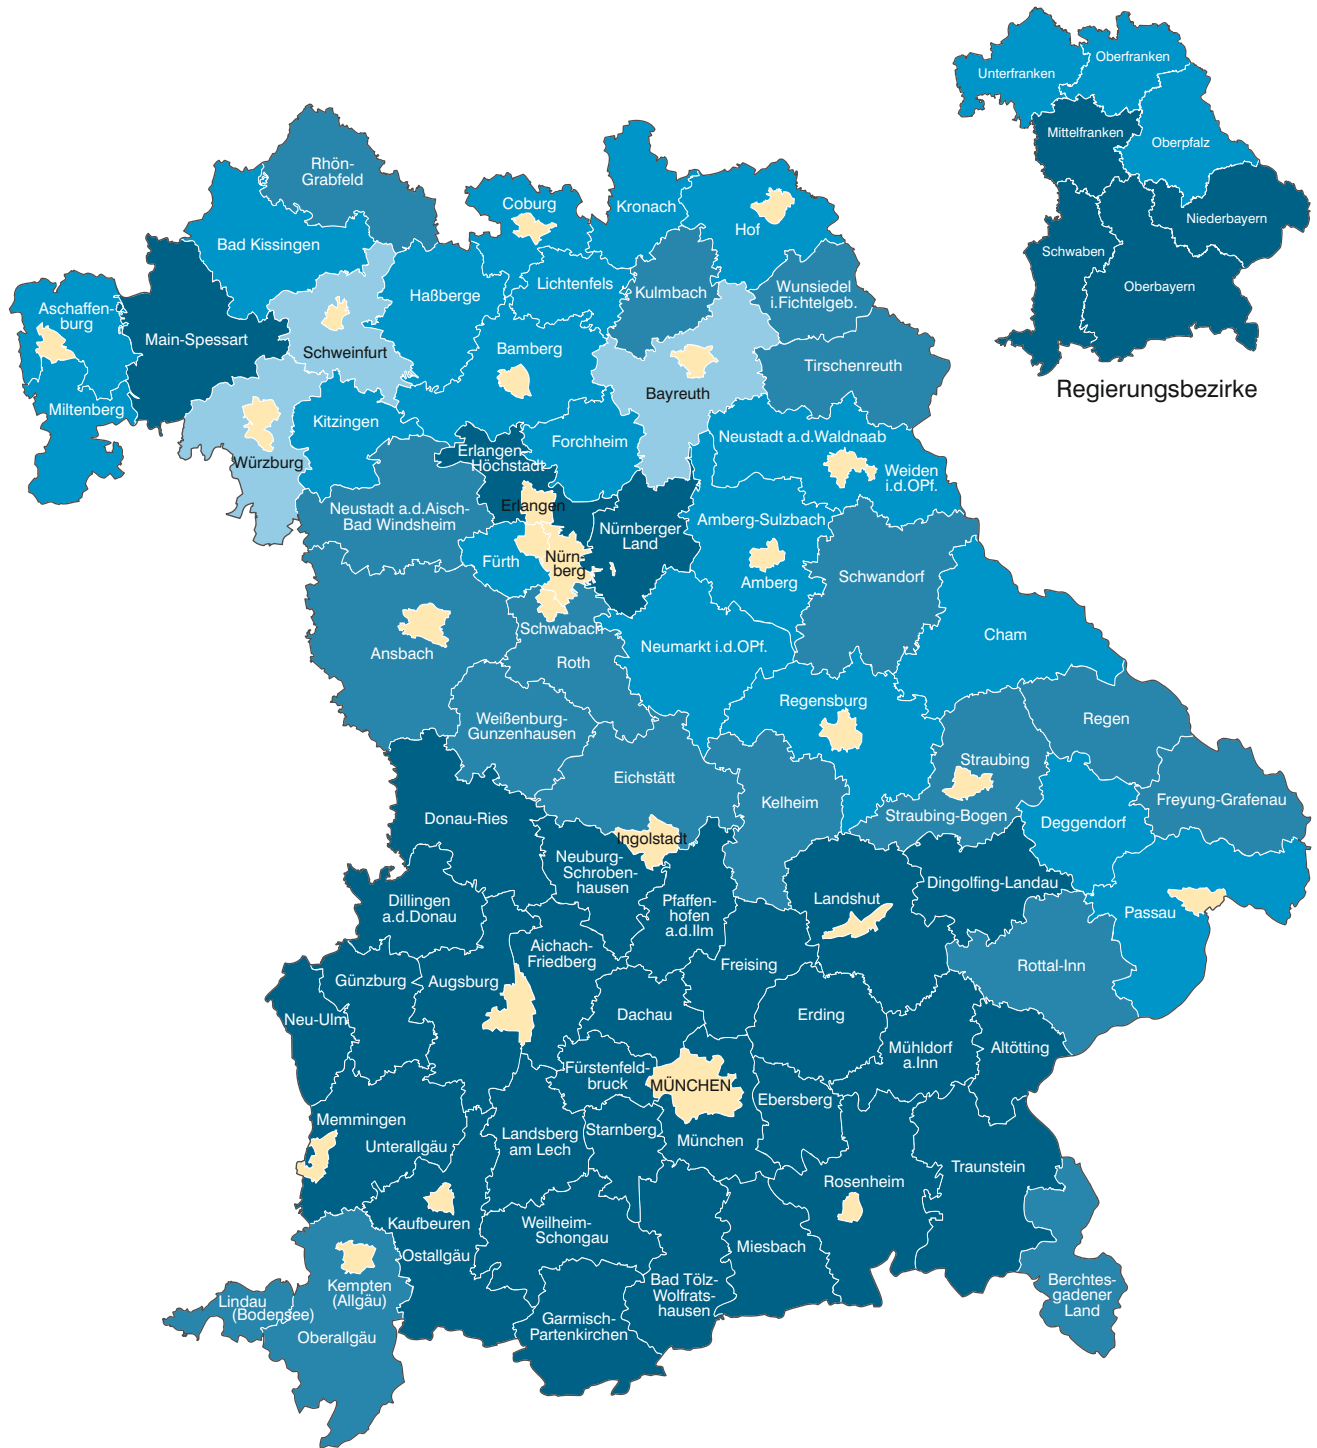 Unterfranken
Oberfranken
Mittelfranken
Oberpfalz
Niederbayern
Schwaben
Oberbayern
Regierungsbezirke
Rhön-
Grabfeld
Coburg
Kronach
Hof
Bad Kissingen
Lichtenfels
Kulmbach
Wunsiedel
i.Fichtelgeb.
Haßberge
Aschaffen-
burg
Main-Spessart
Schweinfurt
Bamberg
Tirschenreuth
Bayreuth
Miltenberg
Kitzingen
Forchheim
Neustadt a.d.Waldnaab
Würzburg
Erlangen-
Höchstadt
Weiden
i.d.OPf.
Erlangen
Neustadt a.d.Aisch-
Bad Windsheim
Nürnberger
Land
Amberg-Sulzbach
Fürth
Nürn-
berg
Amberg
Schwandorf
Schwabach
Ansbach
Roth
Neumarkt i.d.OPf.
Cham
Regensburg
Weißenburg-
Gunzenhausen
Regen
Straubing
Eichstätt
Kelheim
Freyung-Grafenau
Donau-Ries
Straubing-Bogen
Deggendorf
Ingolstadt
Neuburg-
Schroben-
hausen
Dingolfing-Landau
Dillingen
a.d.Donau
Pfaffen-
hofen
a.d.Ilm
Landshut
Passau
Aichach-
Friedberg
Freising
Rottal-Inn
Günzburg
Augsburg
Neu-Ulm
Dachau
Erding
Mühldorf
a.Inn
Altötting
Fürstenfeld-
bruck
MÜNCHEN
Ebersberg
Memmingen
Unterallgäu
Landsberg
am Lech
Starnberg
München
Traunstein
Rosenheim
Kaufbeuren
Weilheim-
Schongau
Ostallgäu
Miesbach
Kempten
(Allgäu)
Bad Tölz-
Wolfrats-
hausen
Berchtes-
gadener
Land
Lindau
(Bodensee)
Oberallgäu
Garmisch-
Partenkirchen